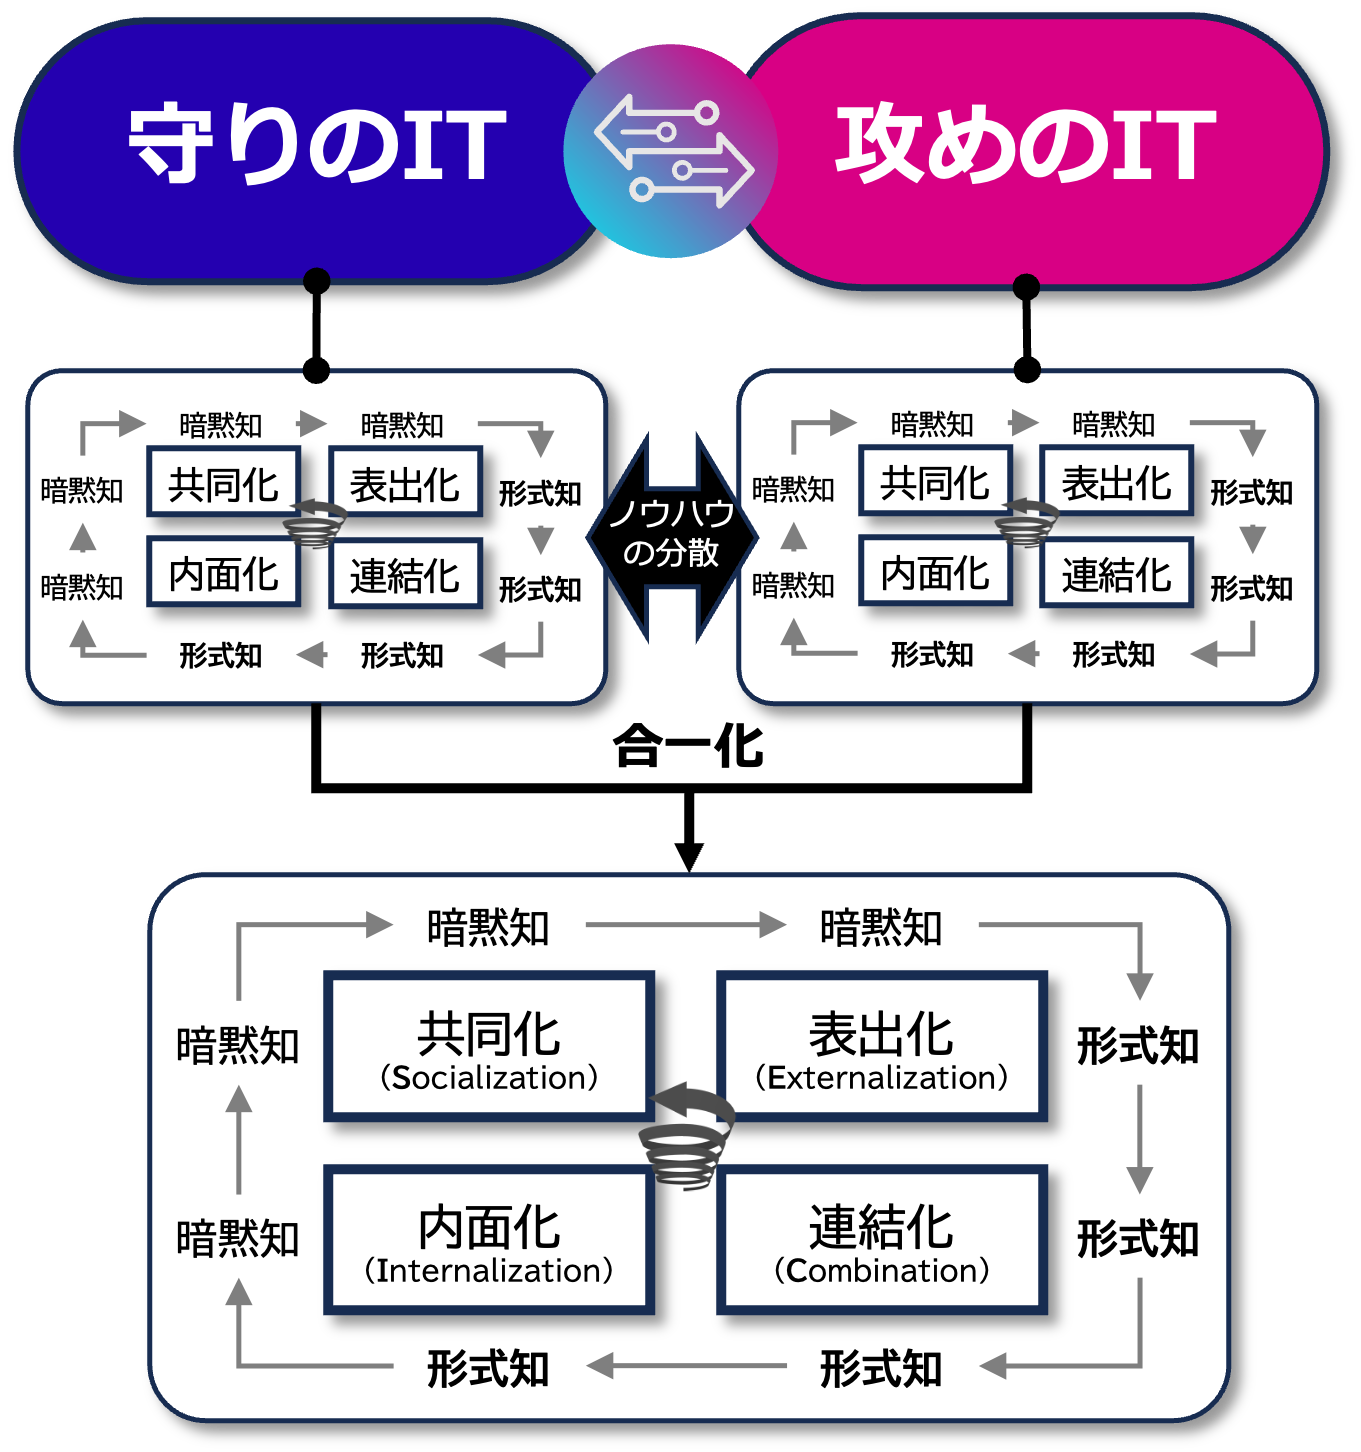 守りのIT
攻めのIT
暗黙知
暗黙知
暗黙知
共同化
表出化
形式知
暗黙知
内面化
連結化
形式知
形式知
形式知
ノウハウ
の分散
暗黙知
暗黙知
暗黙知
共同化
表出化
形式知
暗黙知
内面化
連結化
形式知
形式知
形式知
合一化
暗黙知
暗黙知
暗黙知
共同化
(Socialization)
表出化
(Externalization)
形式知
暗黙知
内面化
(Internalization)
連結化
(Combination)
形式知
形式知
形式知